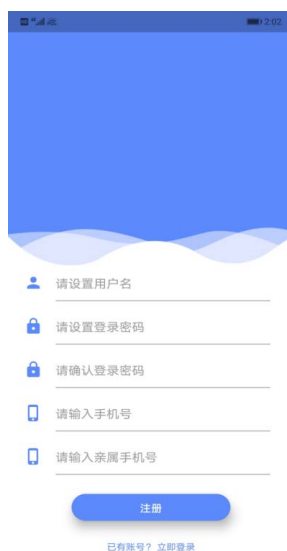 2:02
请设置用户名
请设置登录密码
请确认登录密码
请输入手机号
请输入亲属手机号
注册
已有账号？ 立即登录